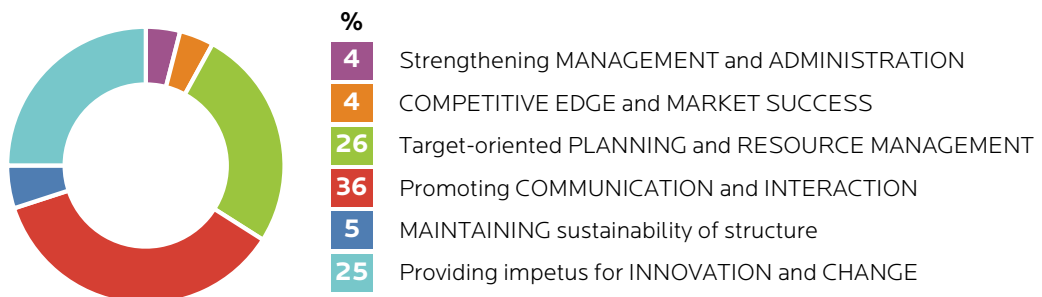 %
4 Strengthening MANAGEMENT and ADMINISTRATION
4 COMPETITIVE EDGE and MARKET SUCCESS
26 Target-oriented PLANNING and RESOURCE MANAGEMENT
36 Promoting COMMUNICATION and INTERACTION
5 MAINTAINING sustainability of structure
25 Providing impetus for INNOVATION and CHANGE